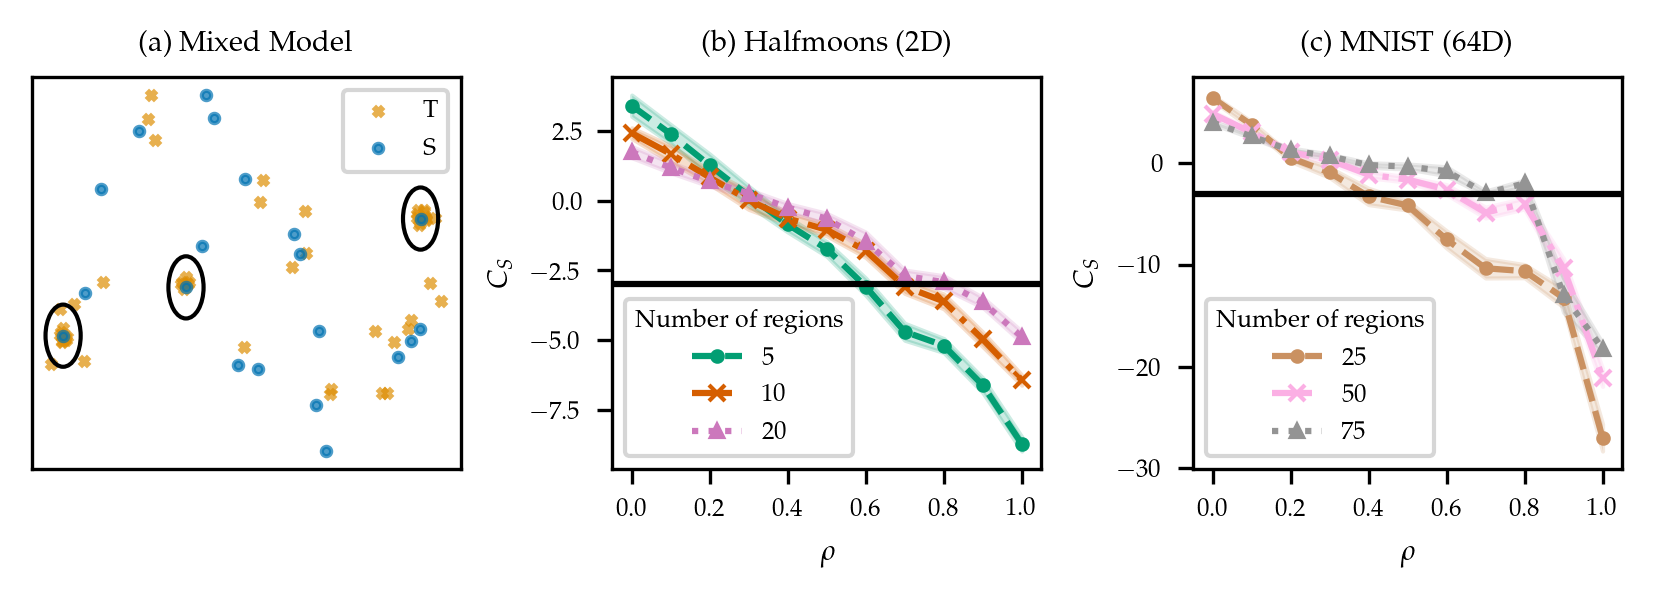 (a) Mixed Model
T
S
(b) Halfmoons (2D)
2.5
0.0
−2.5
−5.0
−7.5
C_S
Number of regions
5
10
20
0.0 0.2 0.4 0.6 0.8 1.0
ρ
(c) MNIST (64D)
0
−10
−20
−30
C_S
Number of regions
25
50
75
0.0 0.2 0.4 0.6 0.8 1.0
ρ